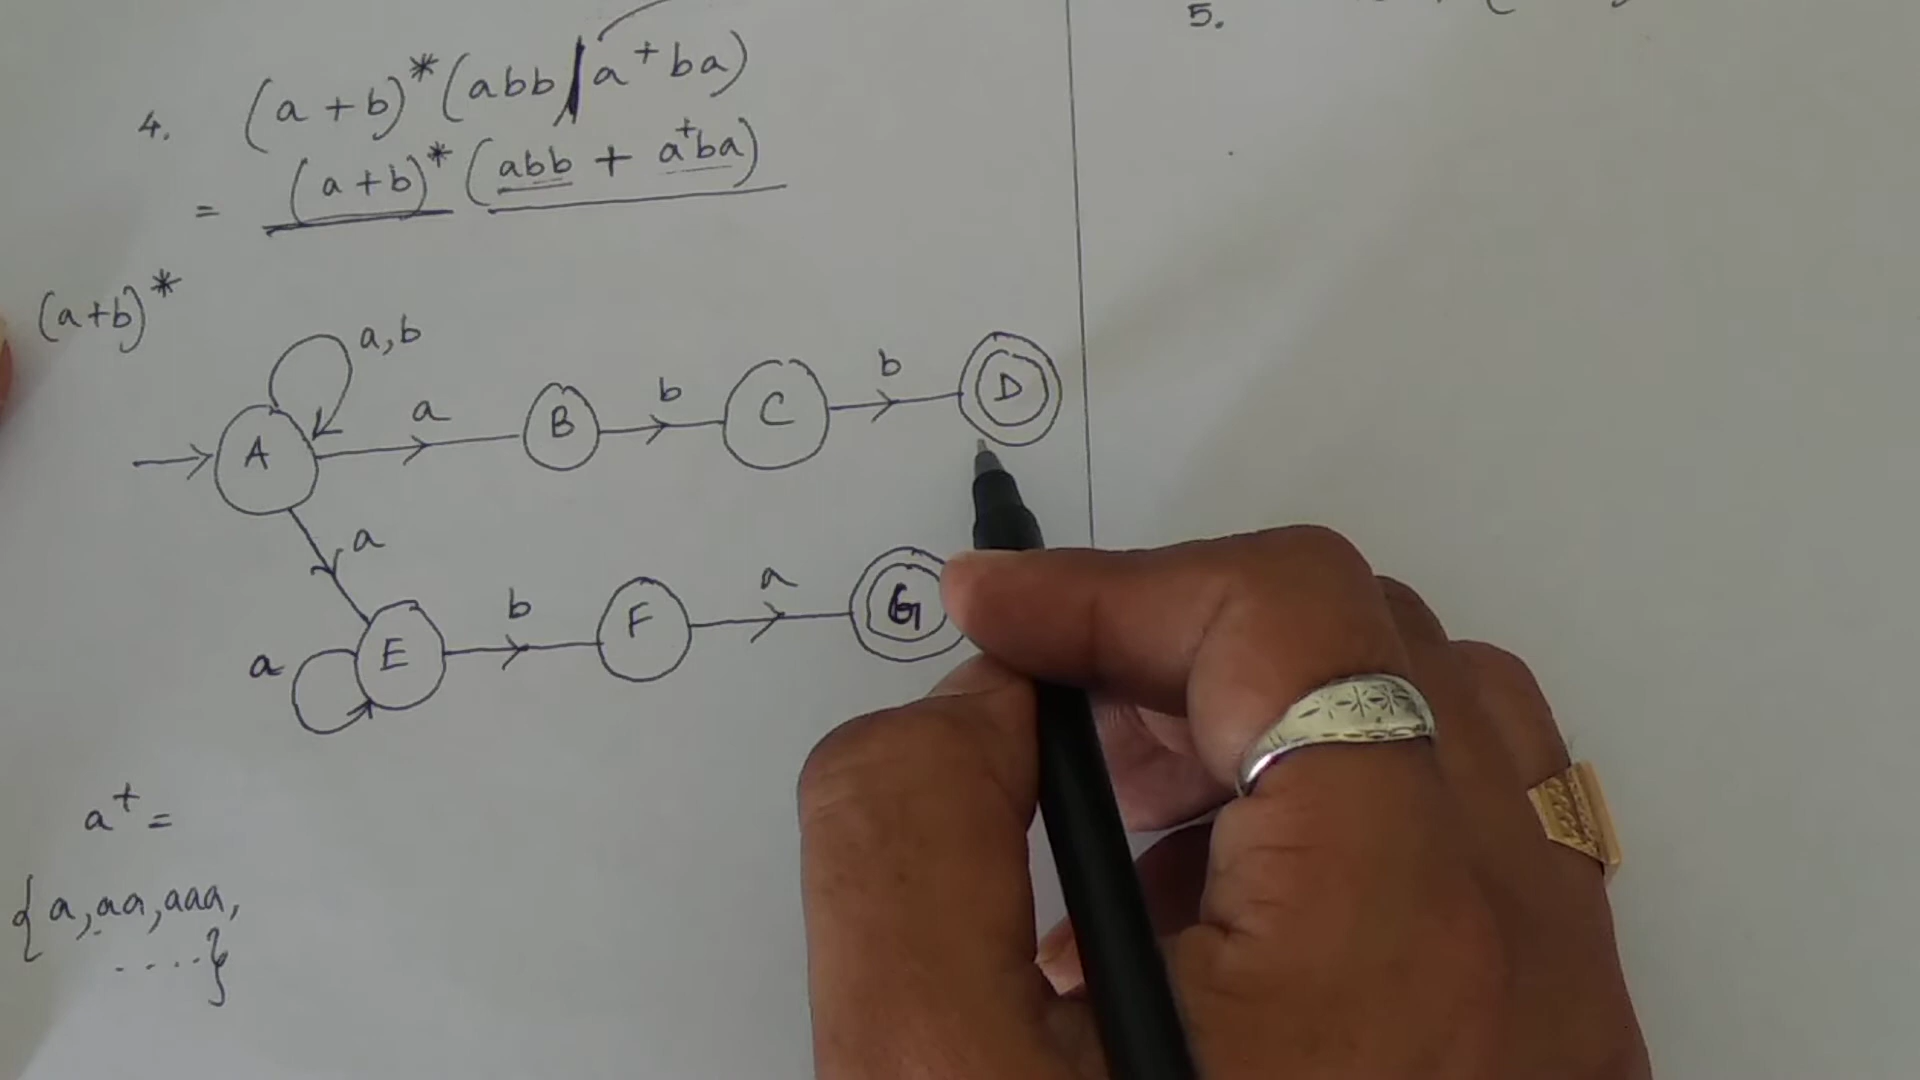 4. (a + b)* (abb | a⁺ba)
= (a + b)* (abb + a⁺ba)
5.
(a+b)*
a, b
A a B b C b D
a
a E b F a G
a⁺ =
{ a, aa, aaa,
....}